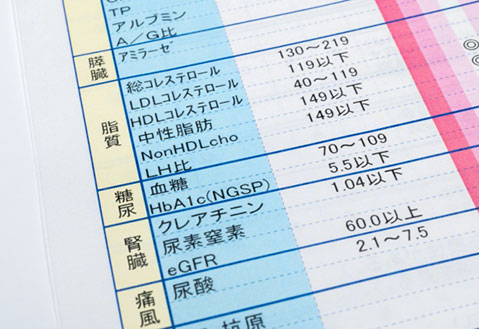 TP
アルブミン
A／G比
膵臓 アミラーゼ
脂質
総コレステロール 130～219
LDLコレステロール 119以下
HDLコレステロール 40～119
中性脂肪 149以下
NonHDLcho 149以下
LH比
糖尿
血糖 70～109
HbA1c(NGSP) 5.5以下
腎臓
クレアチニン 1.04以下
尿素窒素
eGFR 60.0以上
痛風
尿酸 2.1～7.5
抗原